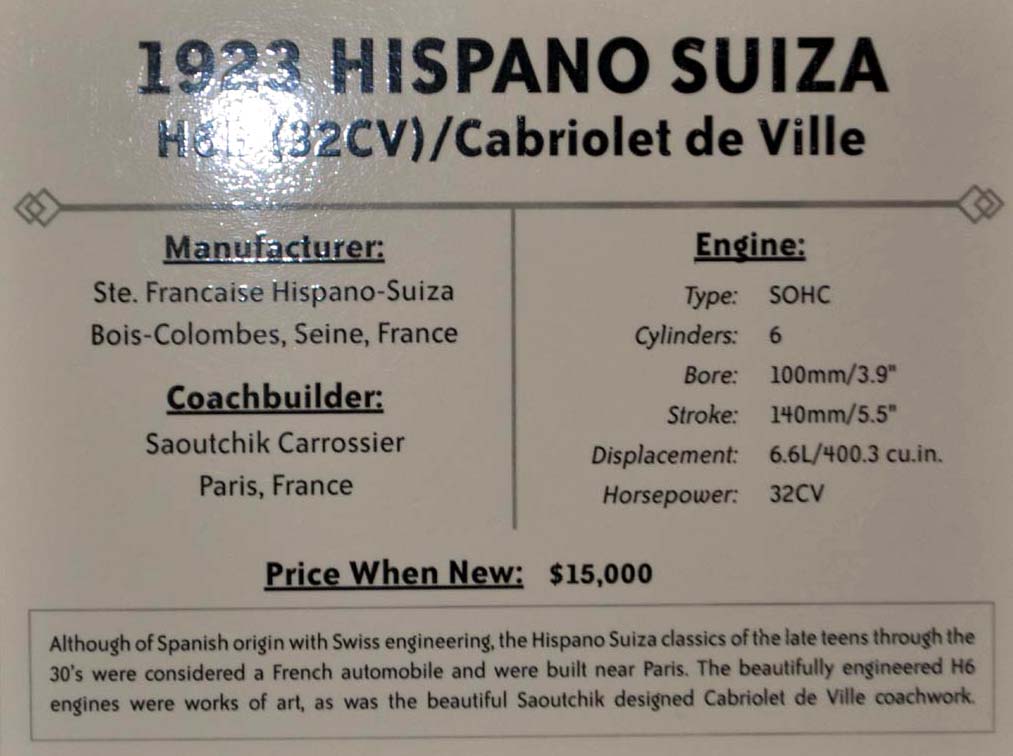 1923 HISPANO SUIZA
(32CV)/Cabriolet de Ville
Manufacturer:
Ste. Francaise Hispano-Suiza
Bois-Colombes, Seine, France
Coachbuilder:
Saoutchik Carrossier
Paris, France
Engine:
Type: SOHC
Cylinders: 6
Bore: 100mm/3.9"
Stroke: 140mm/5.5"
Displacement: 6.6L/400.3 cu.in.
Horsepower: 32CV
Price When New: $15,000
Although of Spanish origin with Swiss engineering, the Hispano Suiza classics of the late teens through the
30's were considered a French automobile and were built near Paris. The beautifully engineered H6
engines were works of art, as was the beautiful Saoutchik designed Cabriolet de Ville coachwork.